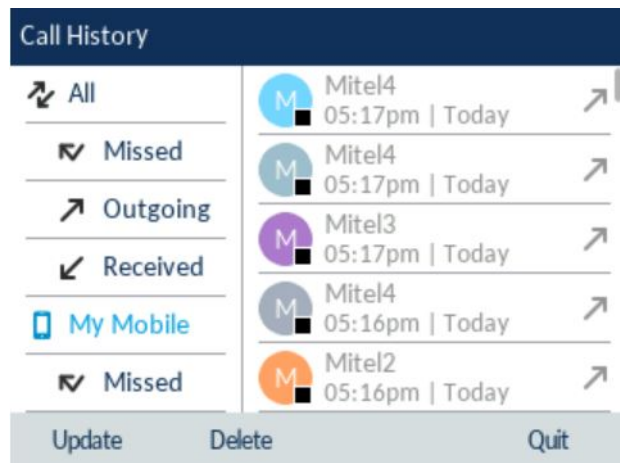 Call History
All
Missed
Outgoing
Received
My Mobile
Missed
M
Mitel4
05:17pm | Today
M
Mitel4
05:17pm | Today
M
Mitel3
05:17pm | Today
M
Mitel4
05:16pm | Today
M
Mitel2
05:16pm | Today
Update Delete Quit